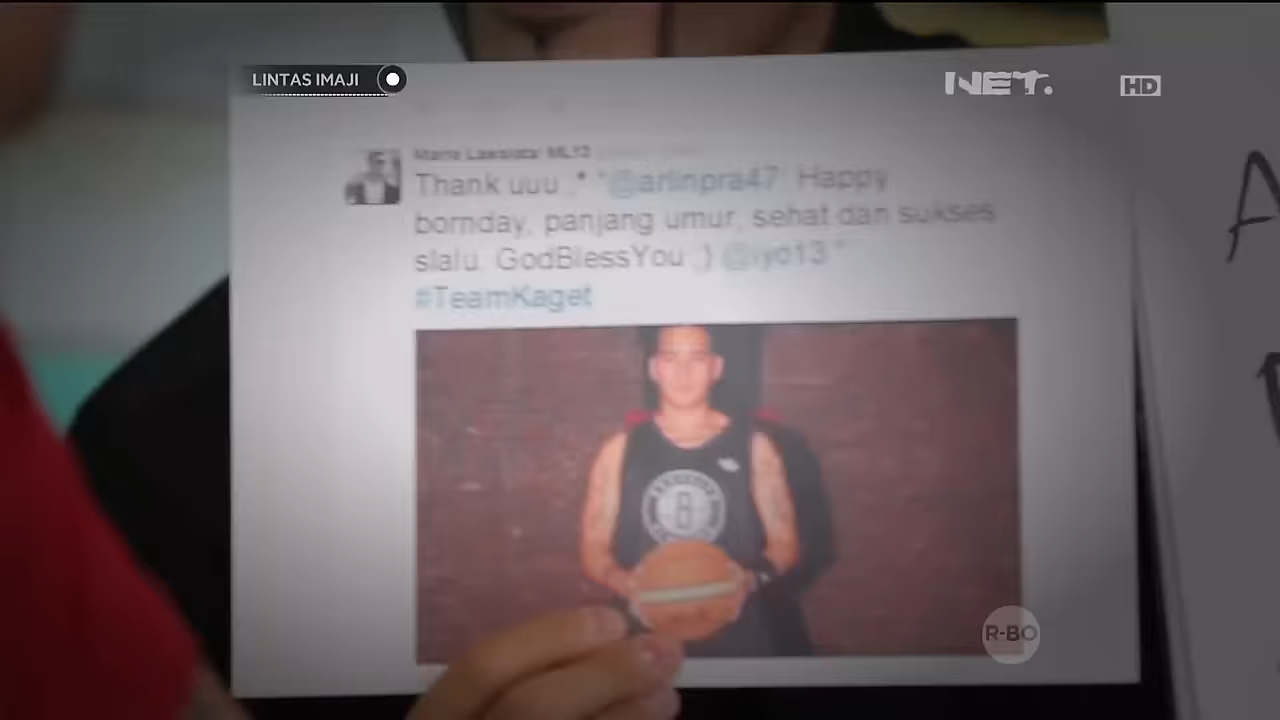 LINTAS IMAJI
NET.
HD
Thank uuu :* "@arlinpra47: Happy
bornday, panjang umur, sehat dan sukses
slalu. GodBlessYou ;) @iyo13 "
#TeamKaget
R-BO